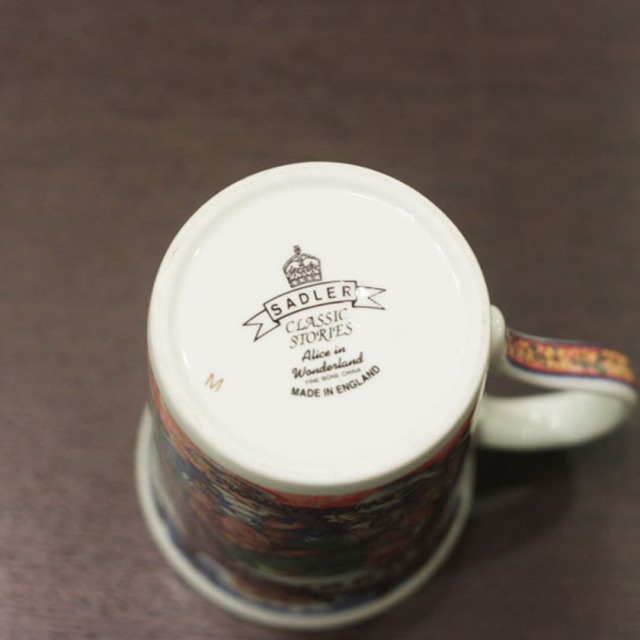 SADLER
CLASSIC
STORIES
Alice in
Wonderland
FINE BONE CHINA
MADE IN ENGLAND
M